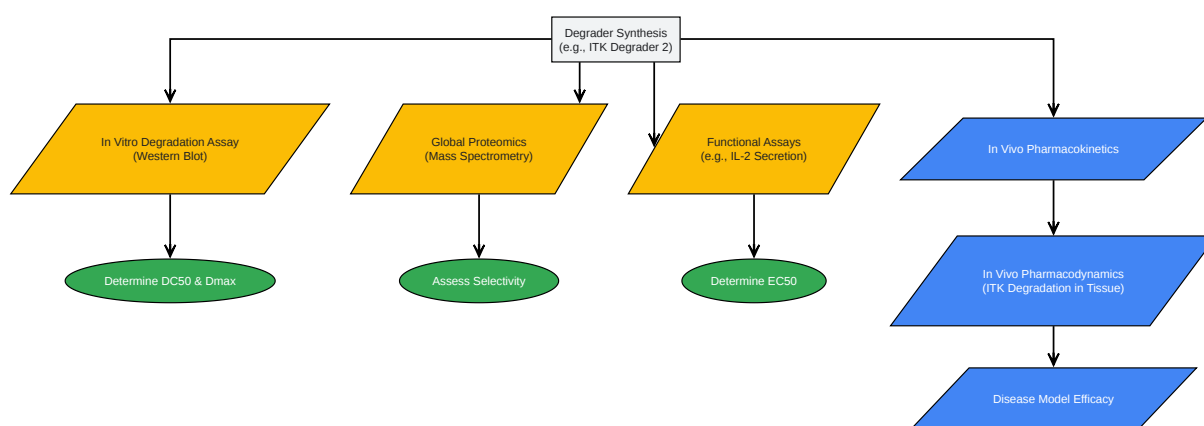 Degrader Synthesis
(e.g., ITK Degrader 2)
In Vitro Degradation Assay
(Western Blot)
Global Proteomics
(Mass Spectrometry)
Functional Assays
(e.g., IL-2 Secretion)
In Vivo Pharmacokinetics
Determine DC50 & Dmax
Assess Selectivity
Determine EC50
In Vivo Pharmacodynamics
(ITK Degradation in Tissue)
Disease Model Efficacy